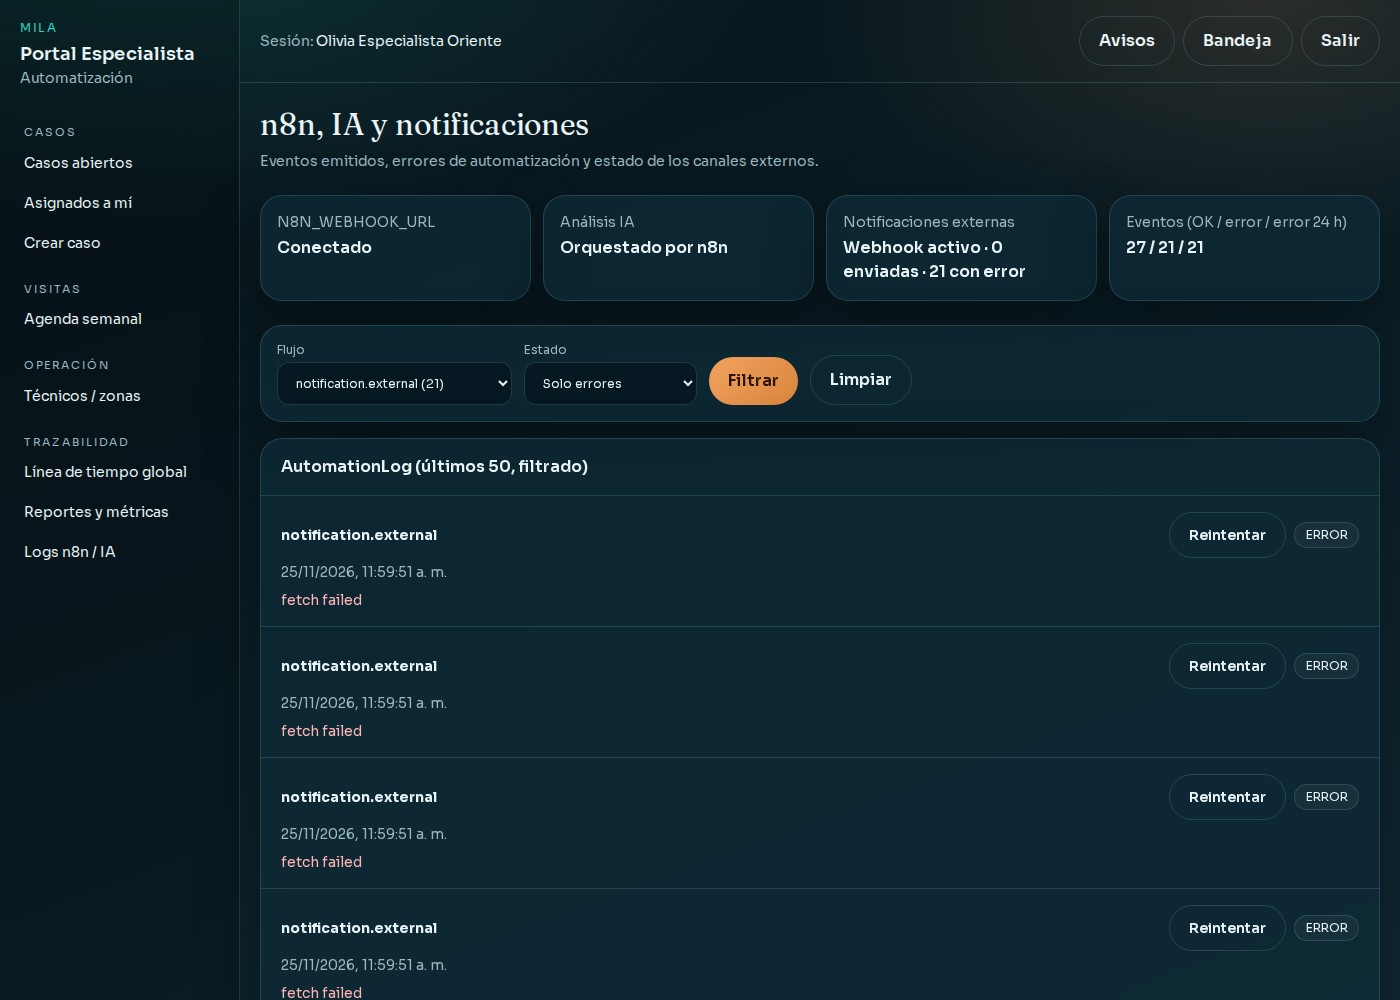 MILA
Portal Especialista
Automatización
CASOS
Casos abiertos
Asignados a mí
Crear caso
VISITAS
Agenda semanal
OPERACIÓN
Técnicos / zonas
TRAZABILIDAD
Línea de tiempo global
Reportes y métricas
Logs n8n / IA
Sesión: Olivia Especialista Oriente
Avisos
Bandeja
Salir
n8n, IA y notificaciones
Eventos emitidos, errores de automatización y estado de los canales externos.
N8N_WEBHOOK_URL
Conectado
Análisis IA
Orquestado por n8n
Notificaciones externas
Webhook activo · 0
enviadas · 21 con error
Eventos (OK / error / error 24 h)
27 / 21 / 21
Flujo
notification.external (21)
Estado
Solo errores
Filtrar
Limpiar
AutomationLog (últimos 50, filtrado)
notification.external
Reintentar
ERROR
25/11/2026, 11:59:51 a. m.
fetch failed
notification.external
Reintentar
ERROR
25/11/2026, 11:59:51 a. m.
fetch failed
notification.external
Reintentar
ERROR
25/11/2026, 11:59:51 a. m.
fetch failed
notification.external
Reintentar
ERROR
25/11/2026, 11:59:51 a. m.
fetch failed